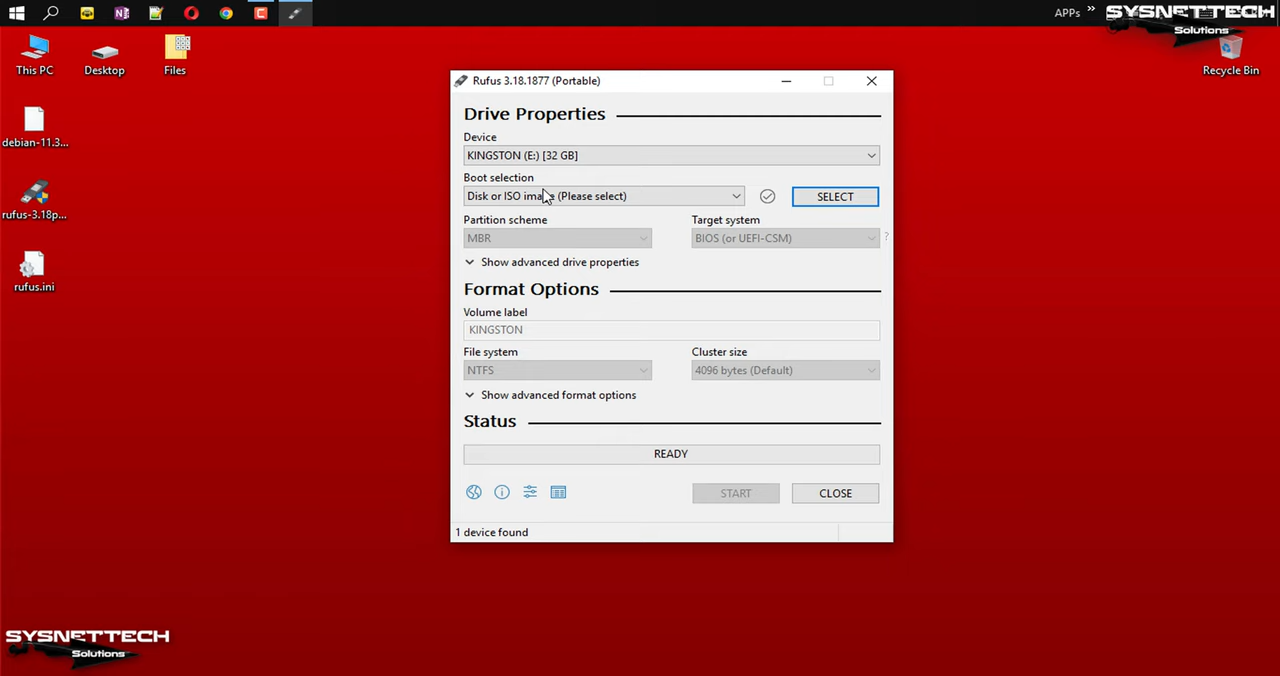 APPs »
SYSNETTECH
Solutions
This PC
Desktop
Files
Recycle Bin
debian-11.3...
rufus-3.18p...
rufus.ini
Rufus 3.18.1877 (Portable)
Drive Properties
Device
KINGSTON (E:) [32 GB]
Boot selection
Disk or ISO image (Please select)
SELECT
Partition scheme
Target system
MBR
BIOS (or UEFI-CSM)
?
Show advanced drive properties
Format Options
Volume label
KINGSTON
File system
Cluster size
NTFS
4096 bytes (Default)
Show advanced format options
Status
READY
START
CLOSE
1 device found
SYSNETTECH
Solutions